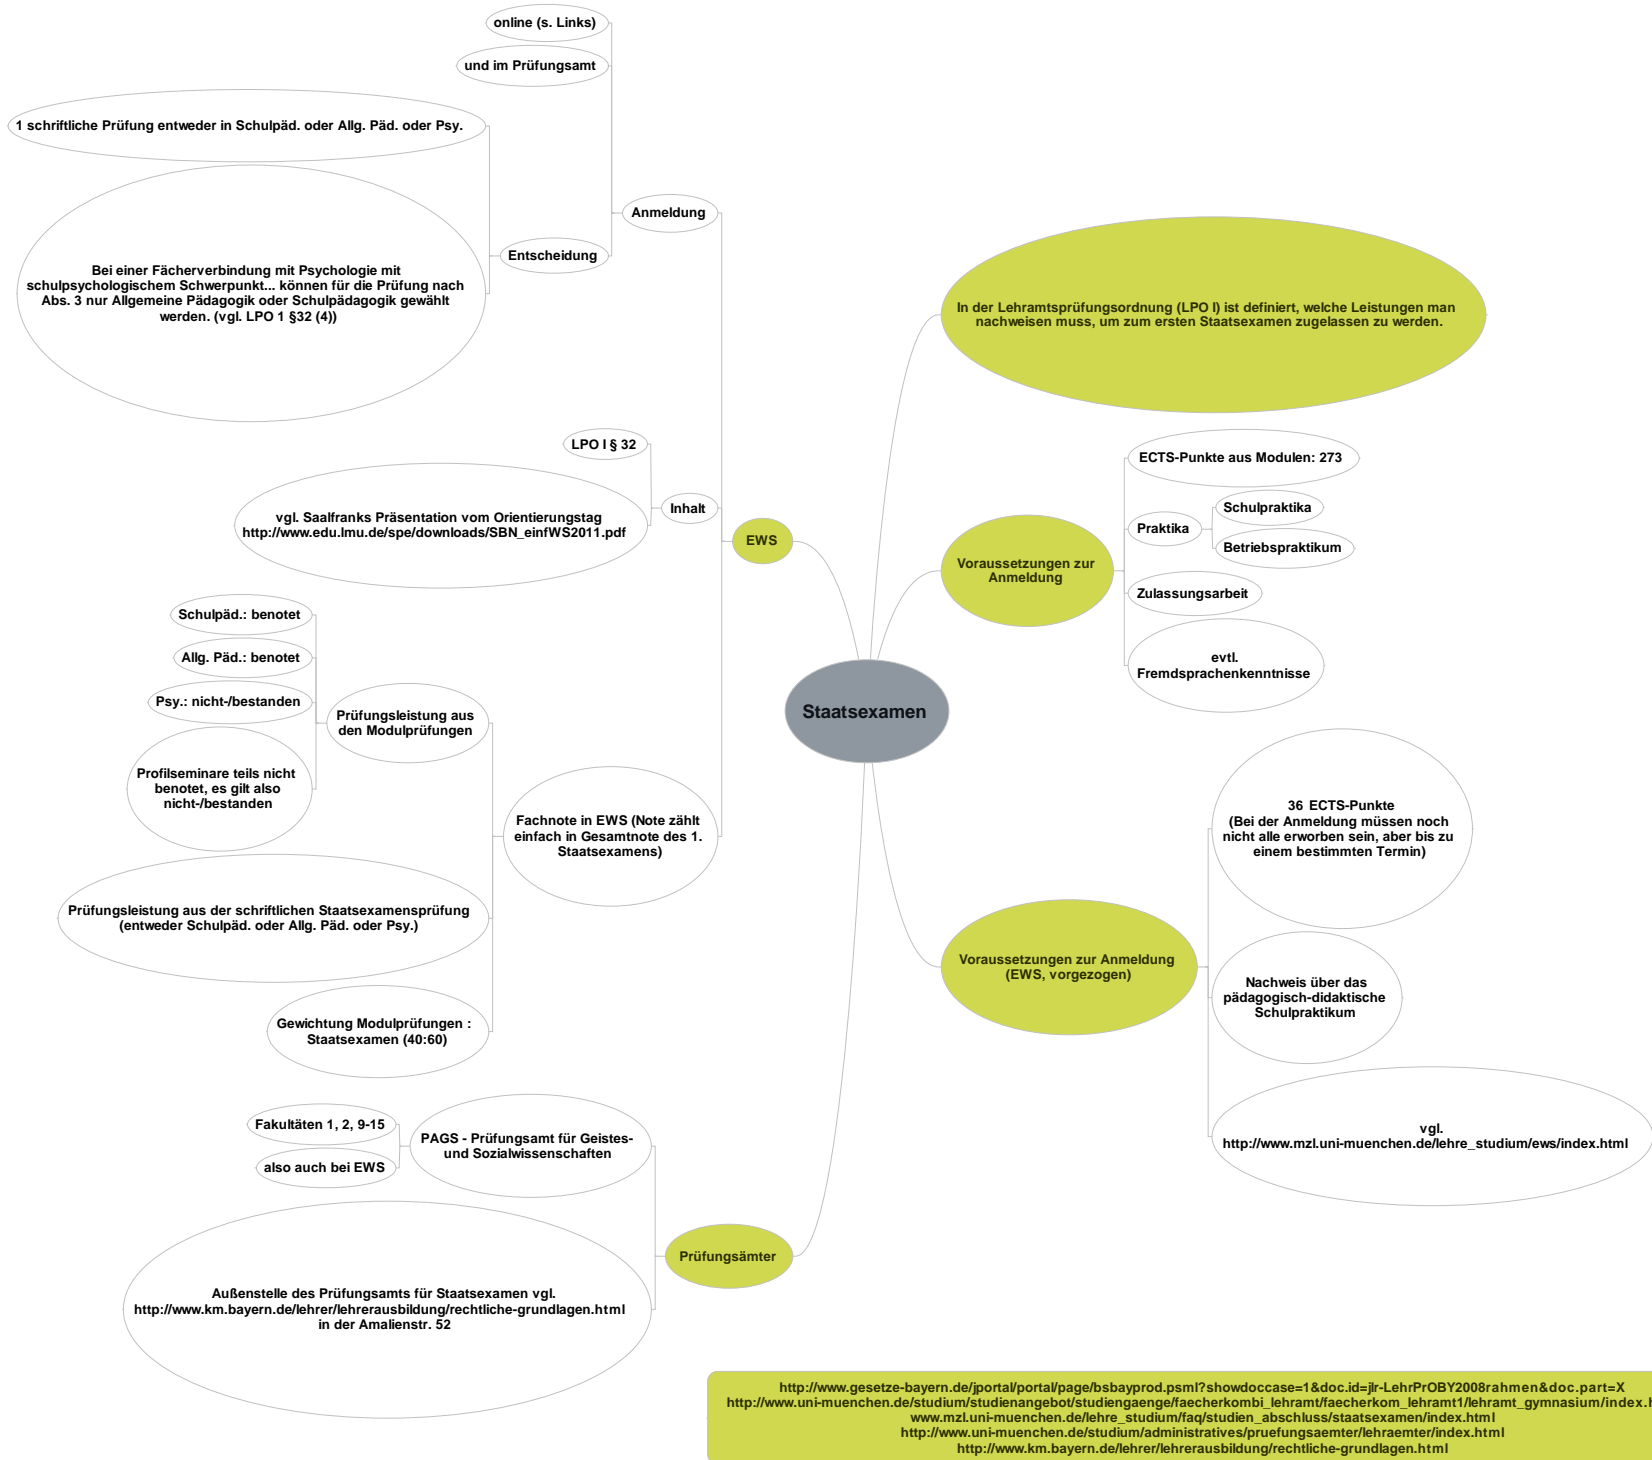 online (s. Links)
und im Prüfungsamt
1 schriftliche Prüfung entweder in Schulpäd. oder Allg. Päd. oder Psy.
Anmeldung
Entscheidung
Bei einer Fächerverbindung mit Psychologie mit
schulpsychologischem Schwerpunkt... können für die Prüfung nach
Abs. 3 nur Allgemeine Pädagogik oder Schulpädagogik gewählt
werden. (vgl. LPO 1 §32 (4))
LPO I § 32
vgl. Saalfranks Präsentation vom Orientierungstag
http://www.edu.lmu.de/spe/downloads/SBN_einfWS2011.pdf
Inhalt
EWS
Schulpäd.: benotet
Allg. Päd.: benotet
Psy.: nicht-/bestanden
Profilseminare teils nicht
benotet, es gilt also
nicht-/bestanden
Prüfungsleistung aus
den Modulprüfungen
Fachnote in EWS (Note zählt
einfach in Gesamtnote des 1.
Staatsexamens)
Prüfungsleistung aus der schriftlichen Staatsexamensprüfung
(entweder Schulpäd. oder Allg. Päd. oder Psy.)
Gewichtung Modulprüfungen :
Staatsexamen (40:60)
Fakultäten 1, 2, 9-15
also auch bei EWS
PAGS - Prüfungsamt für Geistes-
und Sozialwissenschaften
Prüfungsämter
Außenstelle des Prüfungsamts für Staatsexamen vgl.
http://www.km.bayern.de/lehrer/lehrerausbildung/rechtliche-grundlagen.html
in der Amalienstr. 52
Staatsexamen
In der Lehramtsprüfungsordnung (LPO I) ist definiert, welche Leistungen man
nachweisen muss, um zum ersten Staatsexamen zugelassen zu werden.
Voraussetzungen zur
Anmeldung
ECTS-Punkte aus Modulen: 273
Praktika
Schulpraktika
Betriebspraktikum
Zulassungsarbeit
evtl.
Fremdsprachenkenntnisse
Voraussetzungen zur Anmeldung
(EWS, vorgezogen)
36 ECTS-Punkte
(Bei der Anmeldung müssen noch
nicht alle erworben sein, aber bis zu
einem bestimmten Termin)
Nachweis über das
pädagogisch-didaktische
Schulpraktikum
vgl.
http://www.mzl.uni-muenchen.de/lehre_studium/ews/index.html
http://www.gesetze-bayern.de/jportal/portal/page/bsbayprod.psml?showdoccase=1&doc.id=jlr-LehrPrOBY2008rahmen&doc.part=X
http://www.uni-muenchen.de/studium/studienangebot/studiengaenge/faecherkombi_lehramt/faecherkom_lehramt1/lehramt_gymnasium/index.h
www.mzl.uni-muenchen.de/lehre_studium/faq/studien_abschluss/staatsexamen/index.html
http://www.uni-muenchen.de/studium/administratives/pruefungsaemter/lehraemter/index.html
http://www.km.bayern.de/lehrer/lehrerausbildung/rechtliche-grundlagen.html